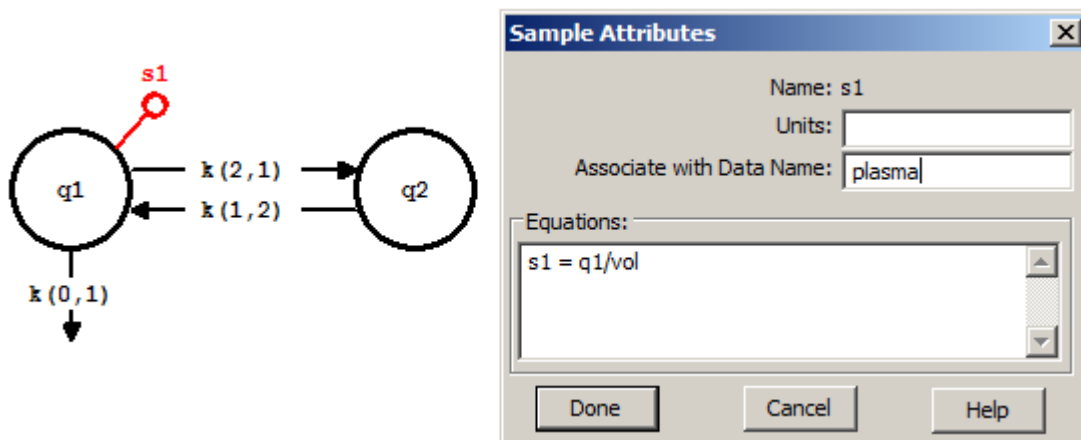 s1
q1
k(2,1)
k(1,2)
q2
k(0,1)
Sample Attributes
Name: s1
Units:
Associate with Data Name: plasma
Equations:
s1 = q1/vol
Done Cancel Help